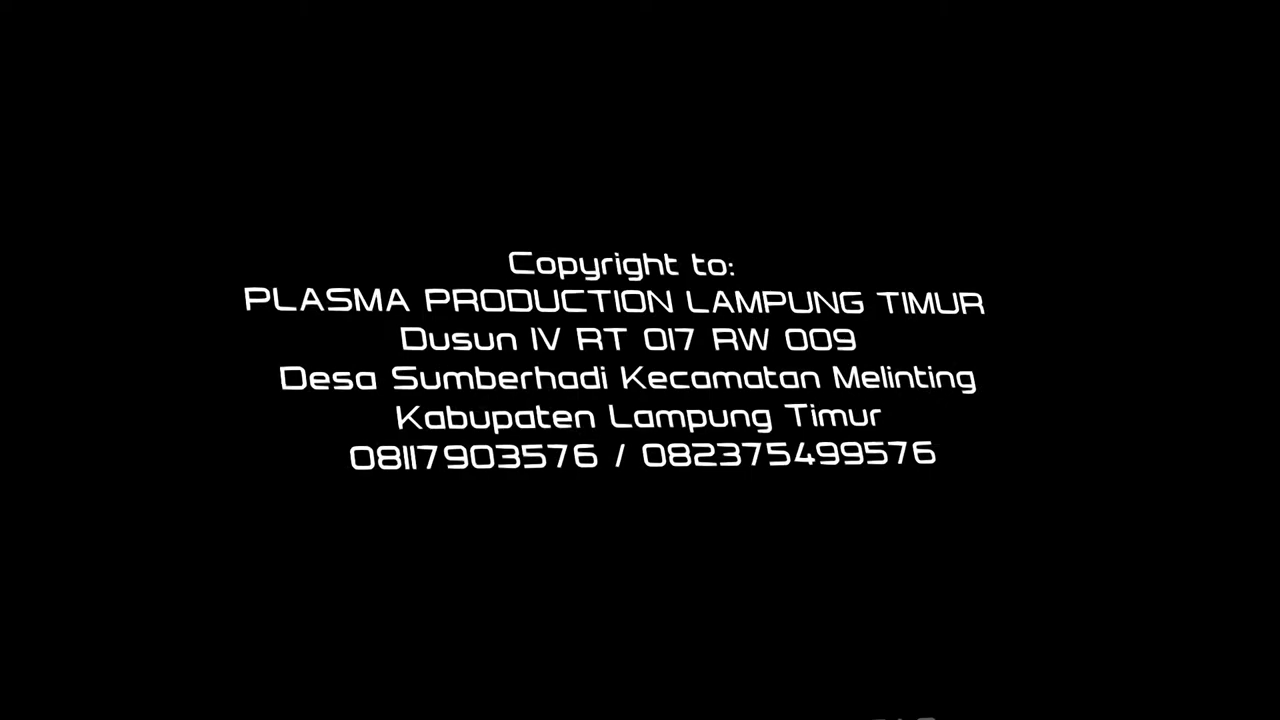 Copyright to:
PLASMA PRODUCTION LAMPUNG TIMUR
Dusun IV RT 017 RW 009
Desa Sumberhadi Kecamatan Melinting
Kabupaten Lampung Timur
08117903576 / 082375499576